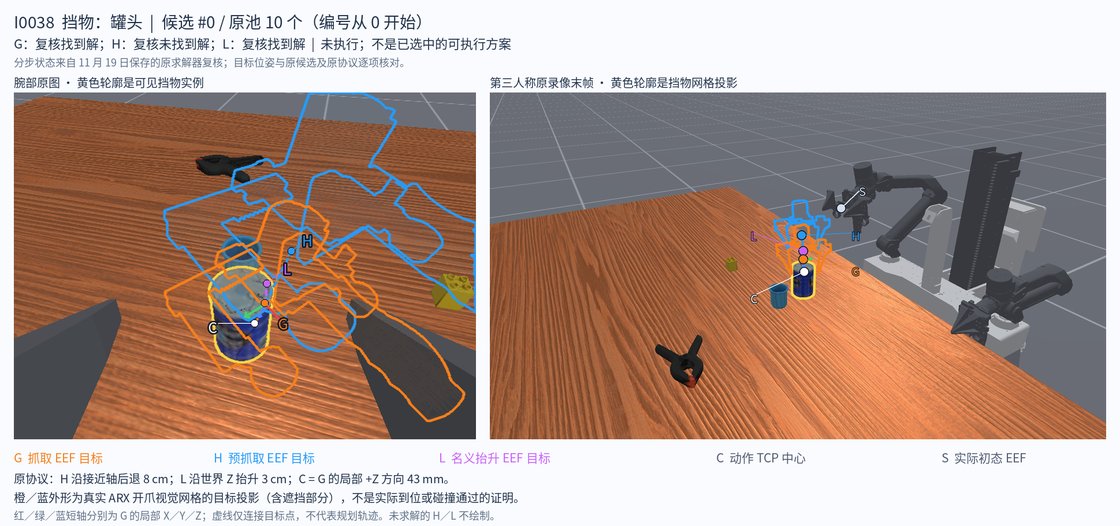 I0038 挡物：罐头 | 候选 #0 / 原池 10 个（编号从 0 开始）
G：复核找到解；H：复核未找到解；L：复核找到解 | 未执行；不是已选中的可执行方案
分步状态来自 11 月 19 日保存的原求解器复核；目标位姿与原候选及原协议逐项核对。
腕部原图 · 黄色轮廓是可见挡物实例
第三人称原录像末帧 · 黄色轮廓是挡物网格投影
H
L
C
G
S
L
H
G
C
G 抓取 EEF 目标
H 预抓取 EEF 目标
L 名义抬升 EEF 目标
C 动作 TCP 中心
S 实际初态 EEF
原协议：H 沿接近轴后退 8 cm；L 沿世界 Z 抬升 3 cm；C = G 的局部 +Z 方向 43 mm。
橙／蓝外形为真实 ARX 开爪视觉网格的目标投影（含遮挡部分），不是实际到位或碰撞通过的证明。
红／绿／蓝短轴分别为 G 的局部 X／Y／Z；虚线仅连接目标点，不代表规划轨迹。未求解的 H／L 不绘制。